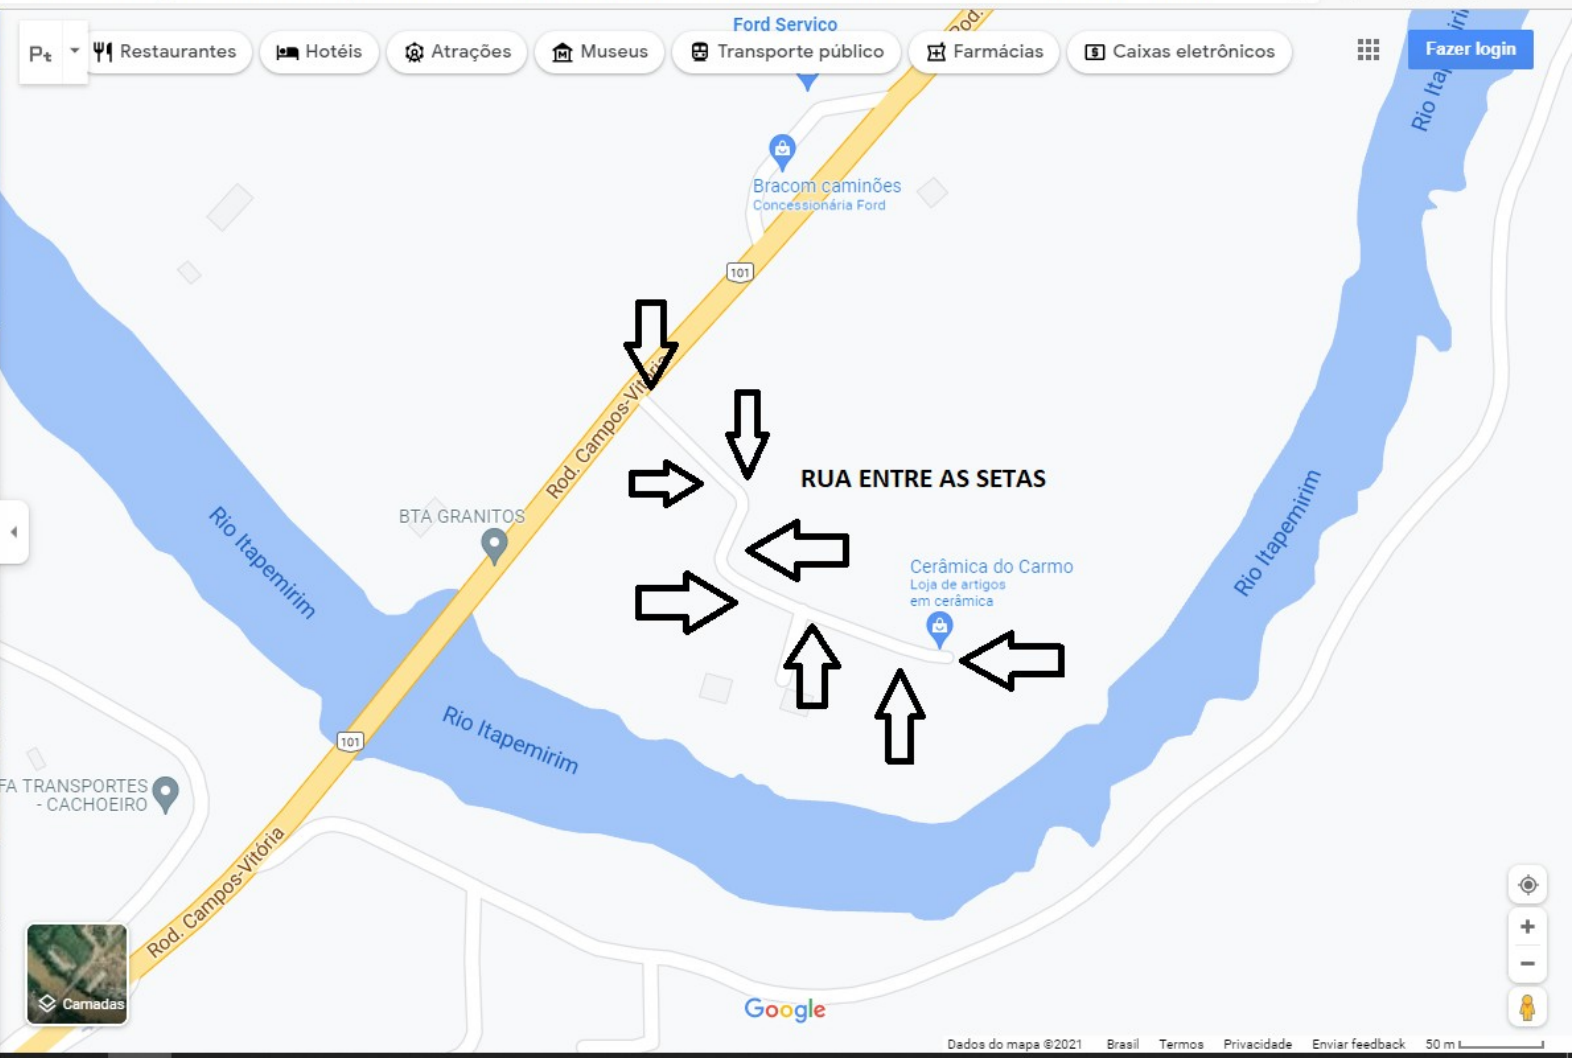 Ford Servico
Rod.
Pt
Restaurantes
Hotéis
Atrações
Museus
Transporte público
Farmácias
Caixas eletrônicos
Fazer login
Rio
Bracom caminões
Concessionária Ford
101
Rod. Campos-Vitória
RUA ENTRE AS SETAS
BTA GRANITOS
Rio Itapemirim
Rio Itapemirim
Cerâmica do Carmo
Loja de artigos
em cerâmica
Rio Itapemirim
101
FA TRANSPORTES
- CACHOEIRO
Rod. Campos-Vitória
Camadas
Google
Dados do mapa ©2021 Brasil Termos Privacidade Enviar feedback 50 m